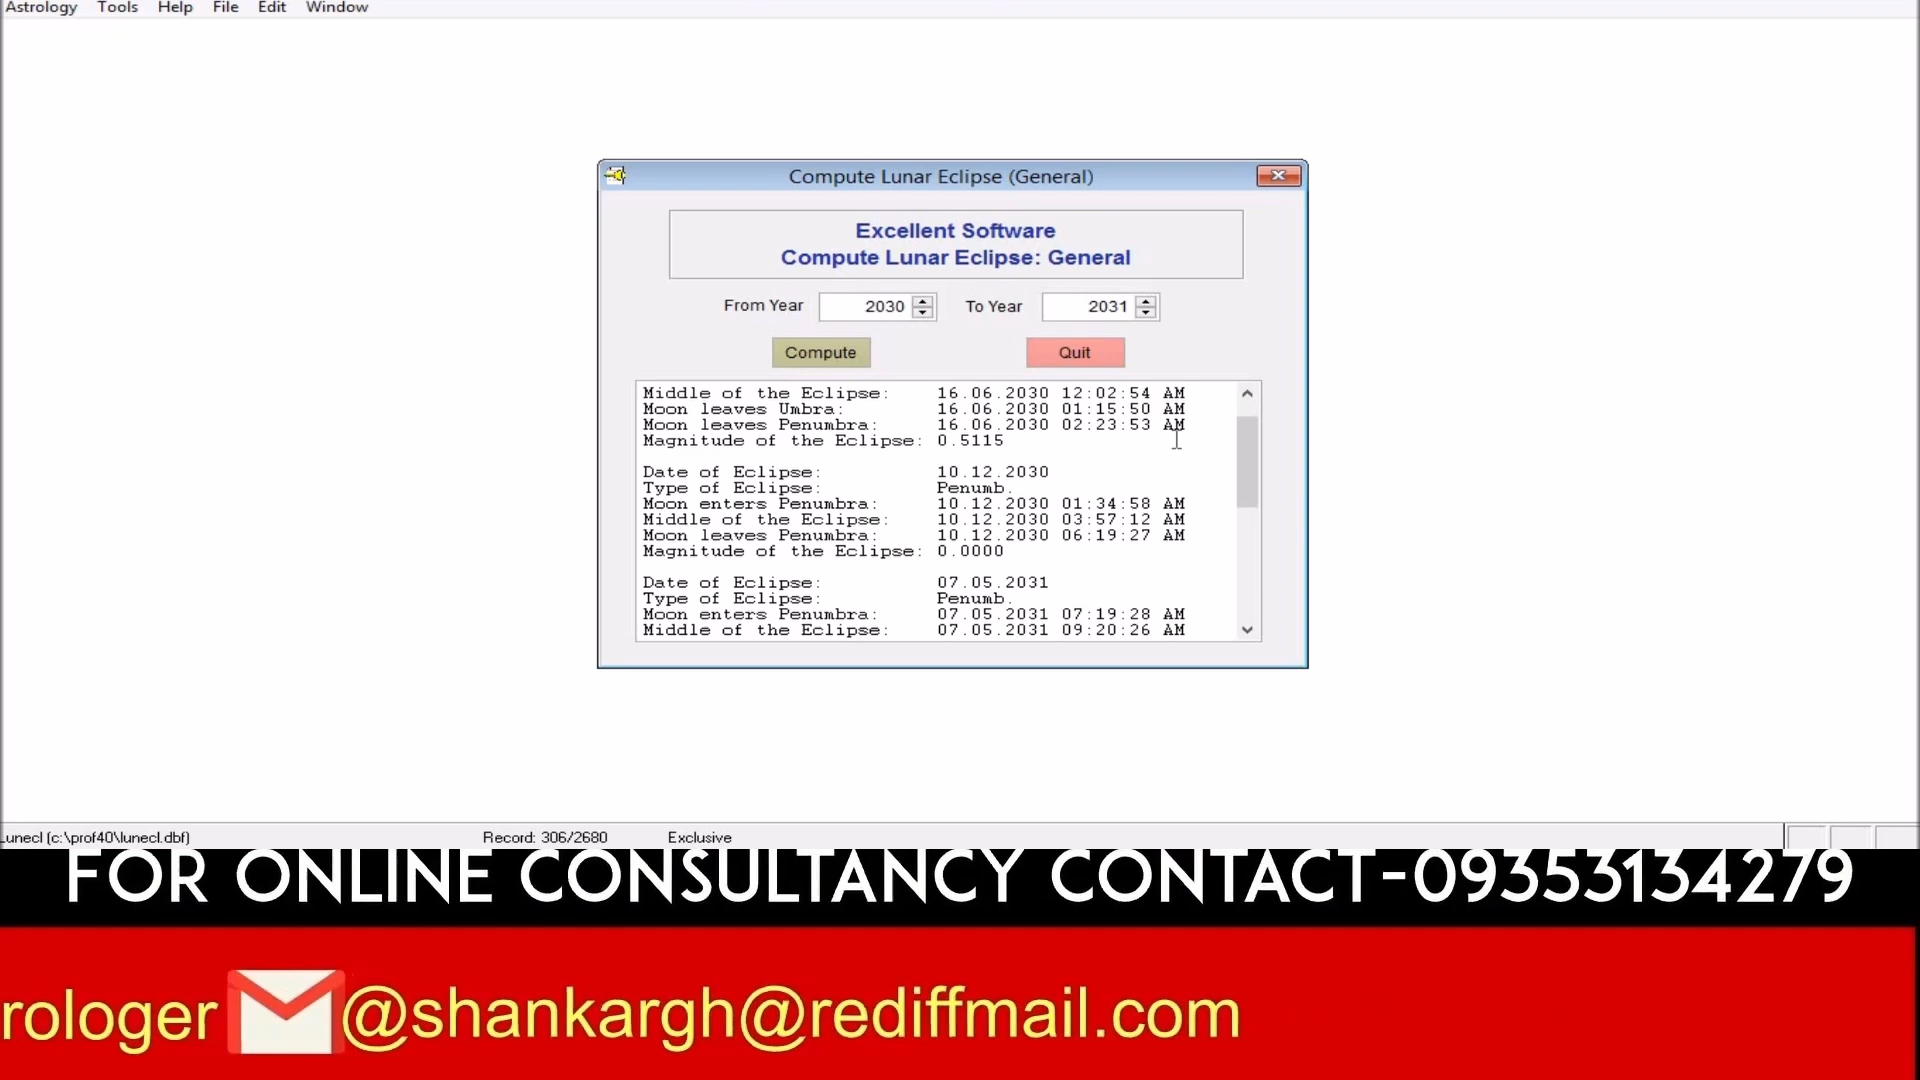 Astrology Tools Help File Edit Window
Compute Lunar Eclipse (General)
Excellent Software
Compute Lunar Eclipse: General
From Year 2030 To Year 2031
Compute Quit
Middle of the Eclipse: 16.06.2030 12:02:54 AM
Moon leaves Umbra: 16.06.2030 01:15:50 AM
Moon leaves Penumbra: 16.06.2030 02:23:53 AM
Magnitude of the Eclipse: 0.5115
Date of Eclipse: 10.12.2030
Type of Eclipse: Penumb.
Moon enters Penumbra: 10.12.2030 01:34:58 AM
Middle of the Eclipse: 10.12.2030 03:57:12 AM
Moon leaves Penumbra: 10.12.2030 06:19:27 AM
Magnitude of the Eclipse: 0.0000
Date of Eclipse: 07.05.2031
Type of Eclipse: Penumb.
Moon enters Penumbra: 07.05.2031 07:19:28 AM
Middle of the Eclipse: 07.05.2031 09:20:26 AM
Lunecl (c:\prof40\lunecl.dbf) Record: 306/2680 Exclusive
FOR ONLINE CONSULTANCY CONTACT-09353134279
rologer @shankargh@rediffmail.com